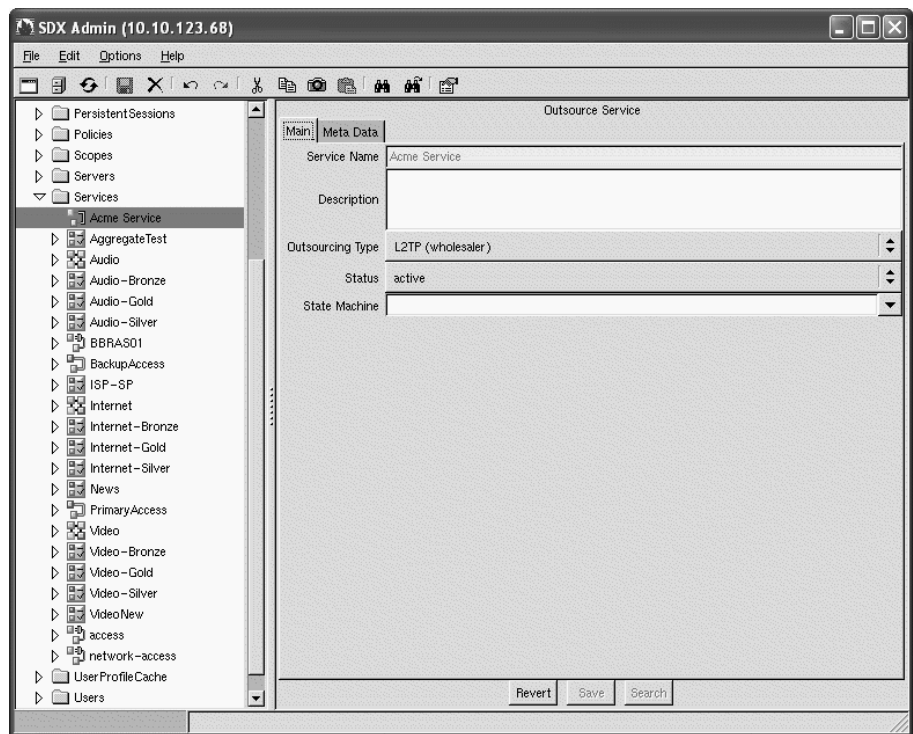 SDX Admin (10.10.123.68)
File Edit Options Help
PersistentSessions
Policies
Scopes
Servers
Services
Acme Service
AggregateTest
Audio
Audio-Bronze
Audio-Gold
Audio-Silver
BBRAS01
BackupAccess
ISP-SP
Internet
Internet-Bronze
Internet-Gold
Internet-Silver
News
PrimaryAccess
Video
Video-Bronze
Video-Gold
Video-Silver
VideoNew
access
network-access
UserProfileCache
Users
Outsource Service
Main Meta Data
Service Name Acme Service
Description
Outsourcing Type L2TP (wholesaler)
Status active
State Machine
Revert Save Search